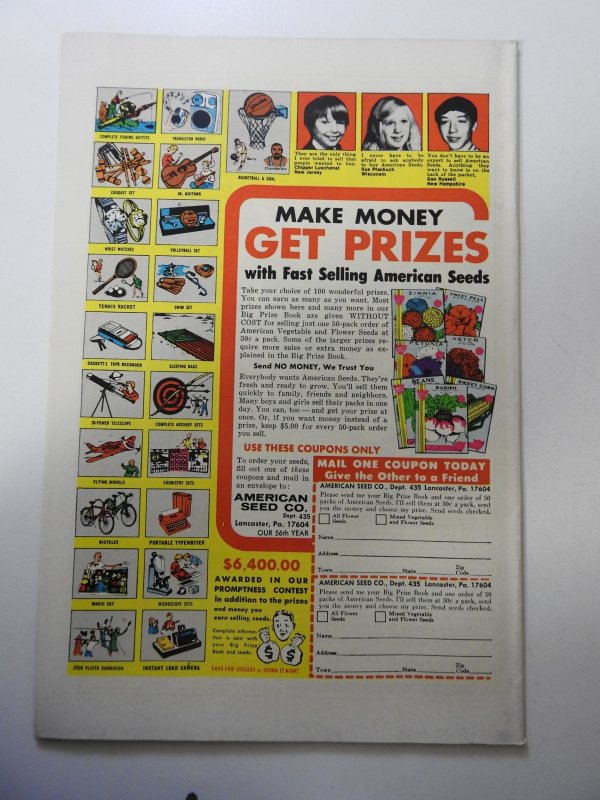 COMPLETE FISHING OUTFITS
TRANSISTOR RADIO
BASKETBALL & GOAL
Barry
Chamberlain
CROQUET SET
JR. GUITARS
WRIST WATCHES
VOLLEYBALL SET
TENNIS RACKET
SWIM SET
CASSETTE TAPE RECORDER
SLEEPING BAGS
30-POWER TELESCOPE
COMPLETE ARCHERY SETS
FLYING MODELS
CHEMISTRY SETS
BICYCLES
PORTABLE TYPEWRITER
MAGIC SET
MICROSCOPE SETS
FOUR PLAYER BADMINTON
INSTANT LOAD CAMERA
They are the only thing
I ever tried to sell that
people wanted to buy.
Chipper Lunchenat
New Jersey
I never have to be
afraid to ask anybody
to buy American Seeds.
Sue Plankuch
Wisconsin
You don't have to be an
expert to sell American
Seeds. Anything they
want to know is on the
back of the packet.
Dan Russell
New Hampshire
MAKE MONEY
GET PRIZES
with Fast Selling American Seeds
Take your choice of 100 wonderful prizes.
You can earn as many as you want. Most
prizes shown here and many more in our
Big Prize Book are given WITHOUT
COST for selling just one 50-pack order of
American Vegetable and Flower Seeds at
30¢ a pack. Some of the larger prizes re-
quire more sales or extra money as ex-
plained in the Big Prize Book.
Send NO MONEY, We Trust You
Everybody wants American Seeds. They're
fresh and ready to grow. You'll sell them
quickly to family, friends and neighbors.
Many boys and girls sell their packs in one
day. You can, too — and get your prize at
once. Or, if you want money instead of a
prize, keep $5.00 for every 50-pack order
you sell.
ZINNIA
SWEET PEAS
PETUNIA
ASTER
BEANS
RADISH
SWEET CORN
USE THESE COUPONS ONLY
To order your seeds,
fill out one of these
coupons and mail in
an envelope to:
AMERICAN
SEED CO.
Dept. 435
Lancaster, Pa. 17604
OUR 56th YEAR
$6,400.00
AWARDED IN OUR
PROMPTNESS CONTEST
In addition to the prizes
and money you
earn selling seeds.
Complete informa-
tion is sent with
your Big Prize
Book and seeds.
$ $
SAVE FOR COLLEGE or SPEND IT NOW!
MAIL ONE COUPON TODAY
Give the Other to a Friend
AMERICAN SEED CO., Dept. 435 Lancaster, Pa. 17604
Please send me your Big Prize Book and one order of 50
packs of American Seeds. I'll sell them at 30¢ a pack, send
you the money and choose my prize. Send seeds checked.
All Flower Seeds
Mixed Vegetable and Flower Seeds
Name
Address
Town State Zip Code
AMERICAN SEED CO., Dept. 435 Lancaster, Pa. 17604
Please send me your Big Prize Book and one order of 50
packs of American Seeds. I'll sell them at 30¢ a pack, send
you the money and choose my prize. Send seeds checked.
All Flower Seeds
Mixed Vegetable and Flower Seeds
Name
Address
Town State Zip Code